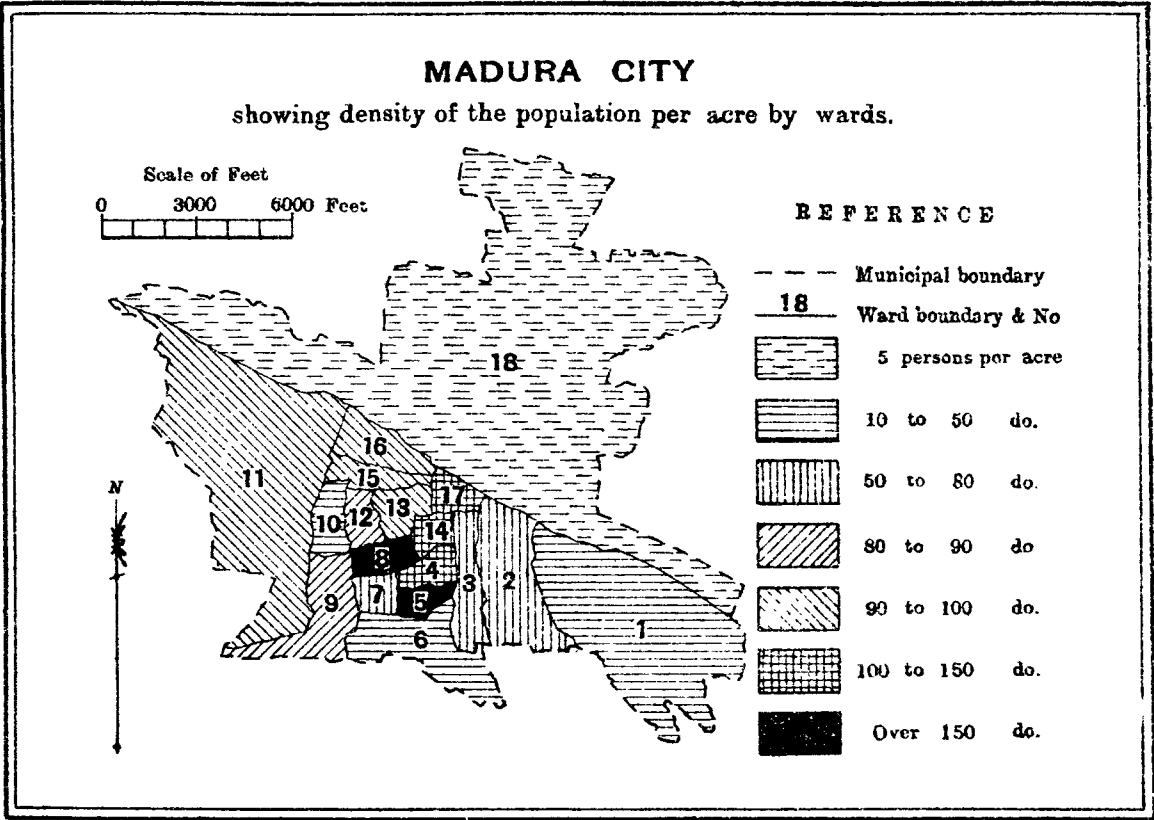 MADURA CITY
showing density of the population per acre by wards.
Scale of Feet
0 3000 6000 Feet
REFERENCE
Municipal boundary
18 Ward boundary & No
5 persons per acre
10 to 50 do.
50 to 80 do.
80 to 90 do
90 to 100 do.
100 to 150 do.
Over 150 do.
N
18
16
11
15
17
13
10
12
14
8
4
3
2
7
9
5
6
1